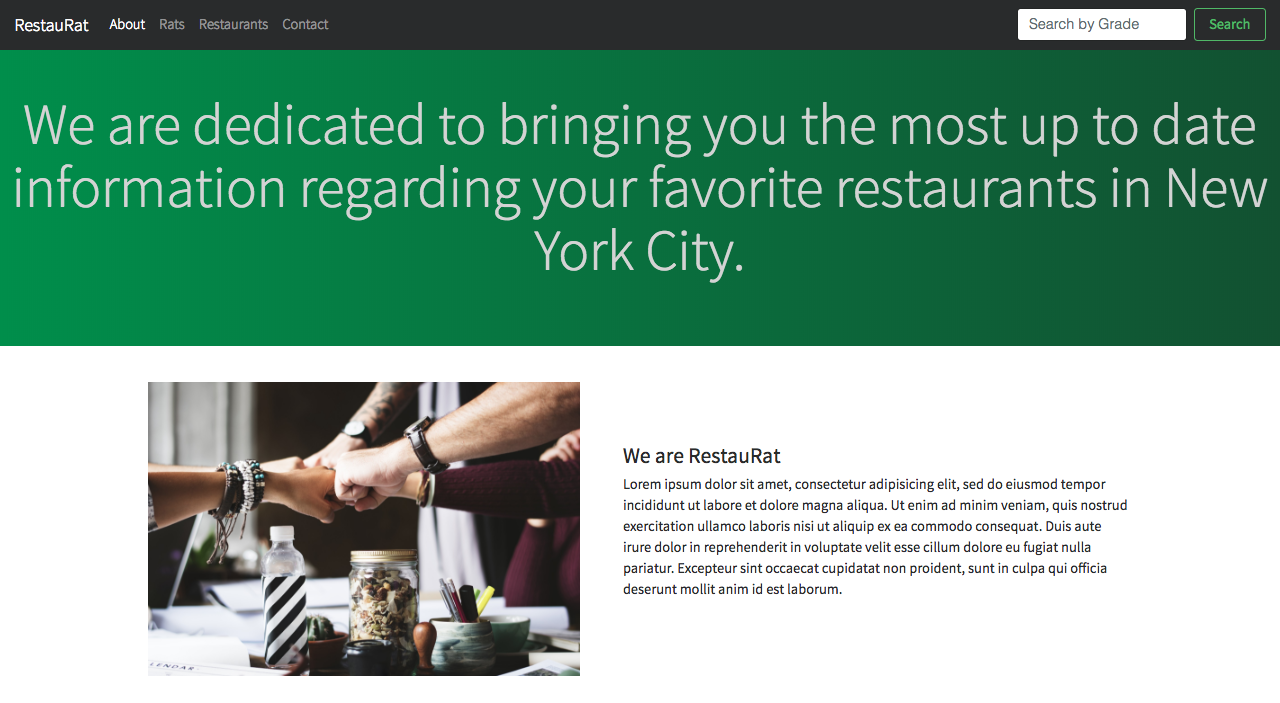 RestauRat About Rats Restaurants Contact Search by Grade Search
We are dedicated to bringing you the most up to date
information regarding your favorite restaurants in New
York City.
We are RestauRat
Lorem ipsum dolor sit amet, consectetur adipisicing elit, sed do eiusmod tempor
incididunt ut labore et dolore magna aliqua. Ut enim ad minim veniam, quis nostrud
exercitation ullamco laboris nisi ut aliquip ex ea commodo consequat. Duis aute
irure dolor in reprehenderit in voluptate velit esse cillum dolore eu fugiat nulla
pariatur. Excepteur sint occaecat cupidatat non proident, sunt in culpa qui officia
deserunt mollit anim id est laborum.